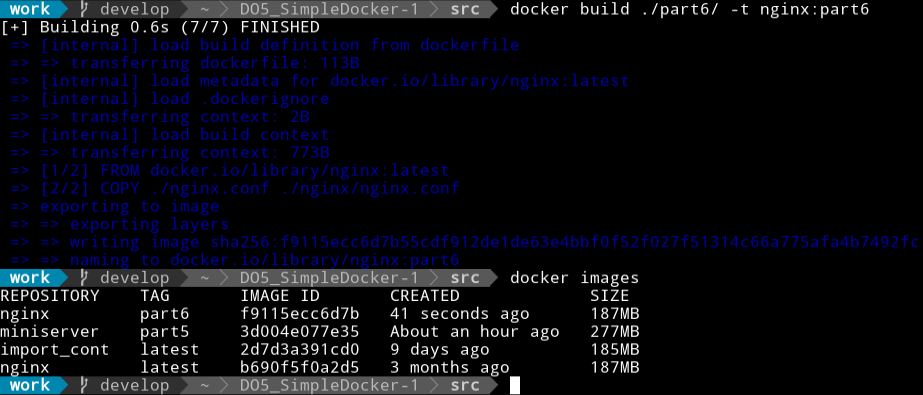 work develop ~ DO5_SimpleDocker-1 src docker build ./part6/ -t nginx:part6
[+] Building 0.6s (7/7) FINISHED
=> [internal] load build definition from dockerfile
=> => transferring dockerfile: 113B
=> [internal] load metadata for docker.io/library/nginx:latest
=> [internal] load .dockerignore
=> => transferring context: 2B
=> [internal] load build context
=> => transferring context: 773B
=> [1/2] FROM docker.io/library/nginx:latest
=> [2/2] COPY ./nginx.conf ./nginx/nginx.conf
=> exporting to image
=> => exporting layers
=> => writing image sha256:f9115ecc6d7b55cdf912de1de63e4bbf0f52f027f51314c66a775afa4b7492fc
=> => naming to docker.io/library/nginx:part6
work develop ~ DO5_SimpleDocker-1 src docker images
REPOSITORY TAG IMAGE ID CREATED SIZE
nginx part6 f9115ecc6d7b 41 seconds ago 187MB
miniserver part5 3d004e077e35 About an hour ago 277MB
import_cont latest 2d7d3a391cd0 9 days ago 185MB
nginx latest b690f5f0a2d5 3 months ago 187MB
work develop ~ DO5_SimpleDocker-1 src